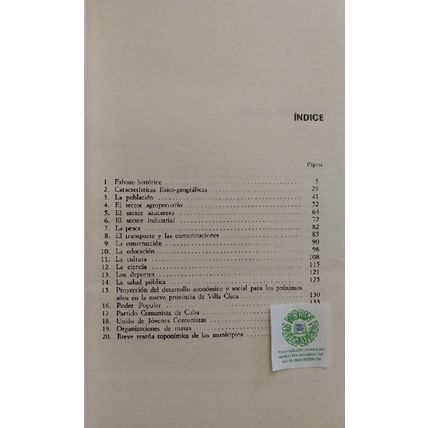 ÍNDICE
Página
1. Esbozo histórico 5
2. Características físico-geográficas 29
3. La población 41
4. El sector agropecuario 52
5. El sector azucarero 64
6. El sector industrial 72
7. La pesca 82
8. El transporte y las comunicaciones 85
9. La construcción 90
10. La educación 98
11. La cultura 108
12. La ciencia 115
13. Los deportes 121
14. La salud pública 125
15. Proyección del desarrollo económico y social para los próximos
años en la nueva provincia de Villa Clara 130
16. Poder Popular
17. Partido Comunista de Cuba
18. Unión de Jóvenes Comunistas
19. Organizaciones de masas
20. Breve reseña toponímica de los municipios